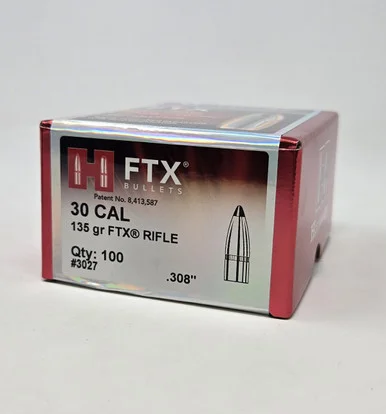 H FTX®
BULLETS
Patent No. 8,413,587
30 CAL
135 gr FTX® RIFLE
Qty: 100
#3027
.308"